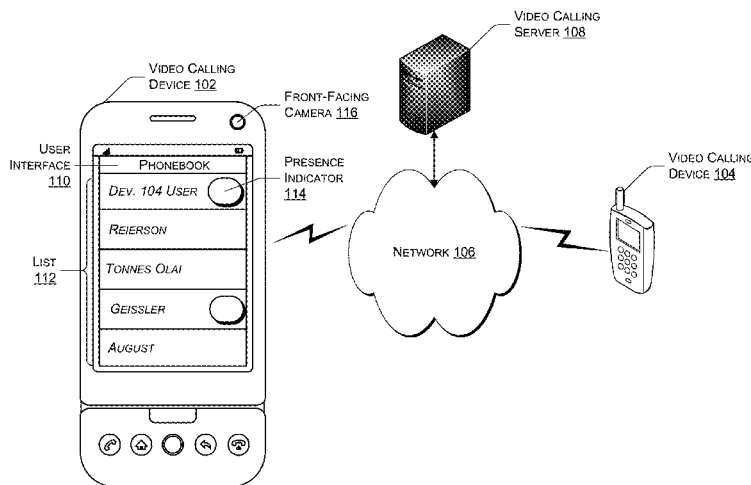 VIDEO CALLING
SERVER 108
VIDEO CALLING
DEVICE 102
FRONT-FACING
CAMERA 116
USER
INTERFACE
110
PHONEBOOK
PRESENCE
INDICATOR
114
DEV. 104 USER
REIERSON
LIST
112
TONNES OLAI
GEISSLER
AUGUST
NETWORK 106
VIDEO CALLING
DEVICE 104